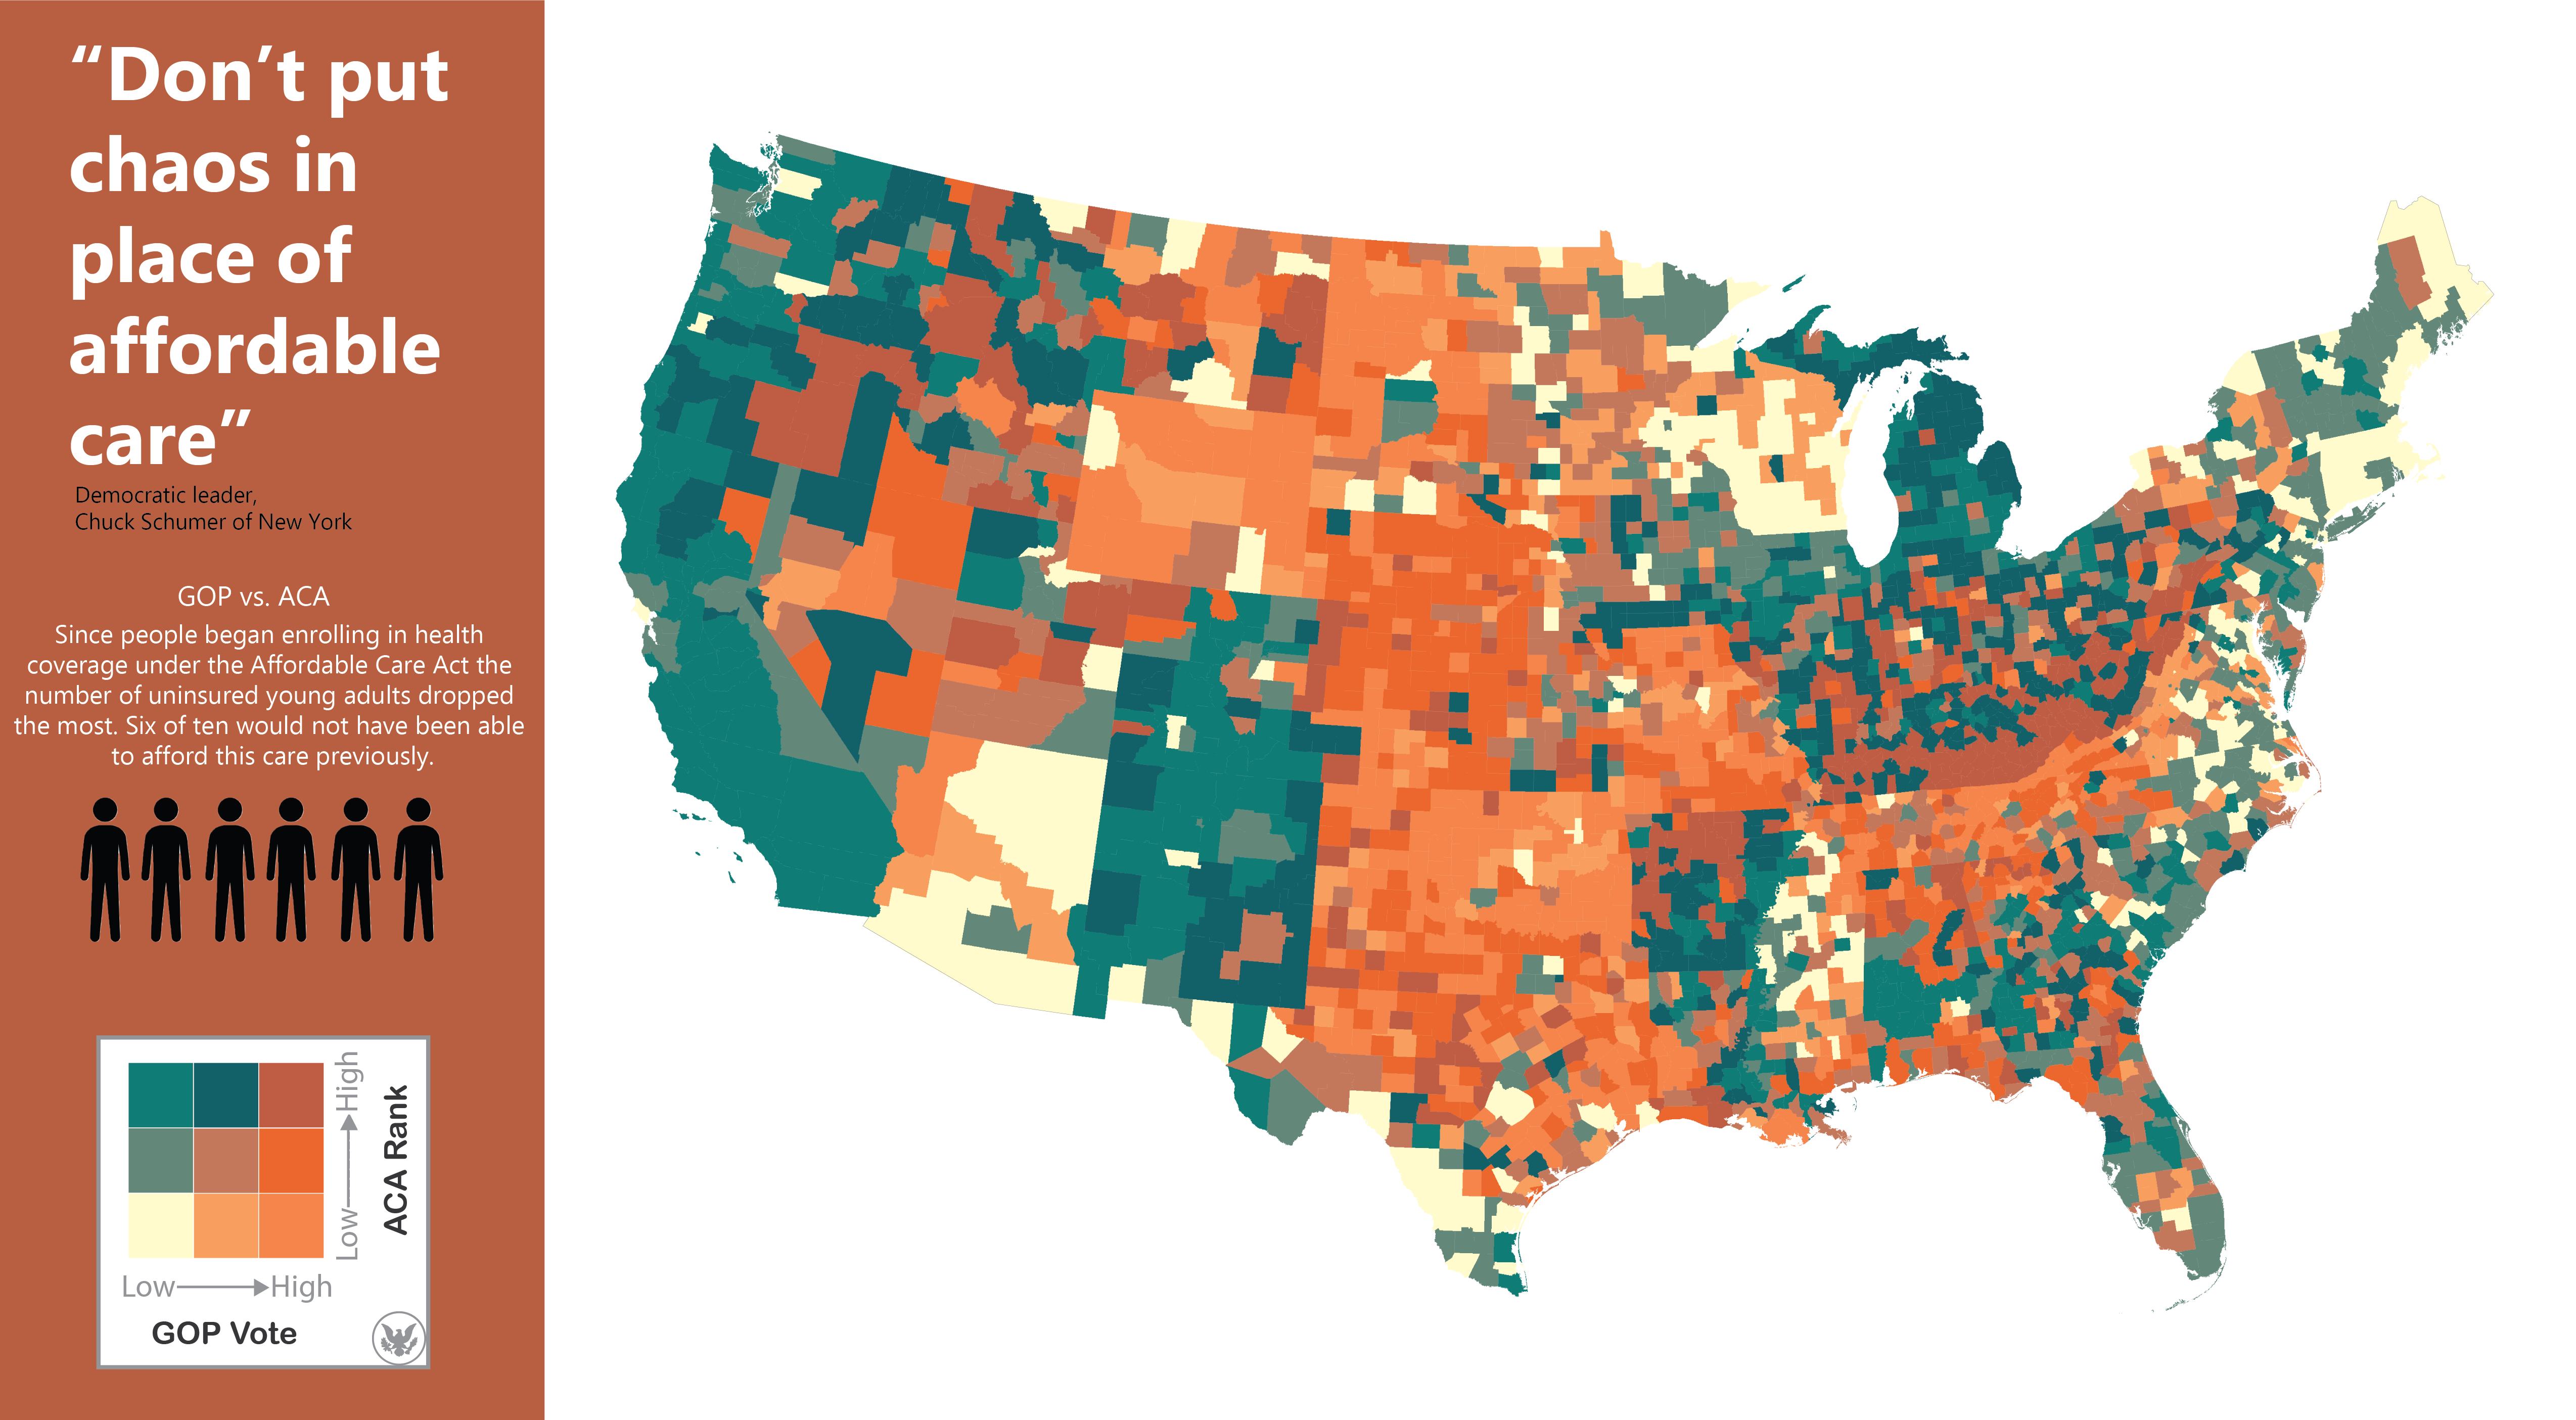 “Don’t put
chaos in
place of
affordable
care”
Democratic leader,
Chuck Schumer of New York
GOP vs. ACA
Since people began enrolling in health
coverage under the Affordable Care Act the
number of uninsured young adults dropped
the most. Six of ten would not have been able
to afford this care previously.
Low
High
ACA Rank
Low
High
GOP Vote